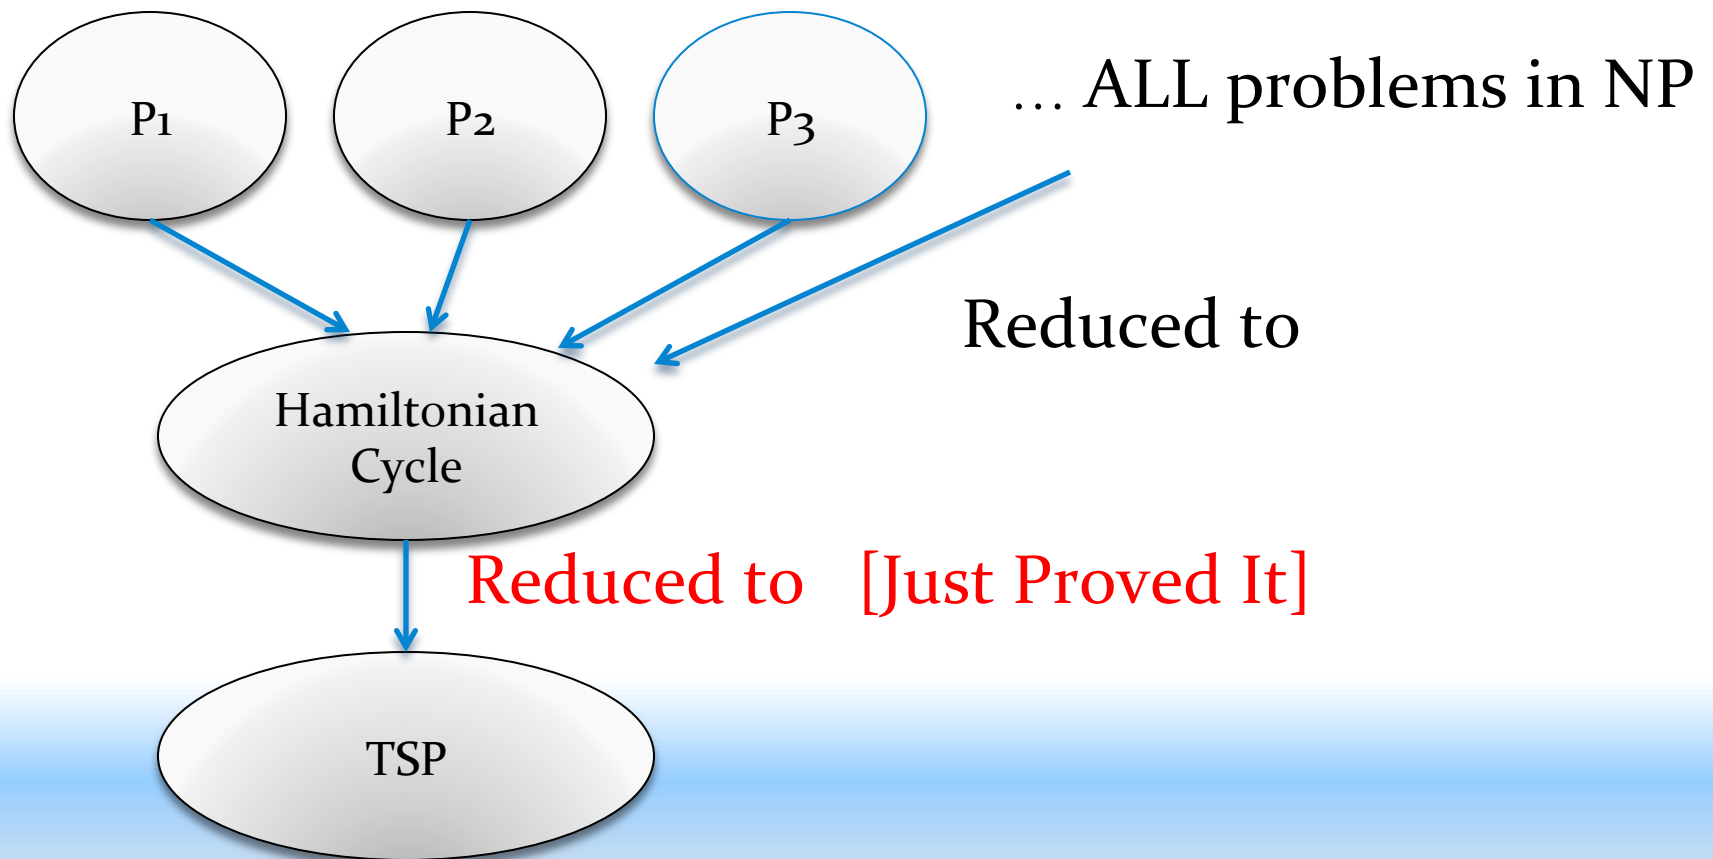 P1 P2 P3 ... ALL problems in NP
Reduced to
Hamiltonian
Cycle
Reduced to [Just Proved It]
TSP